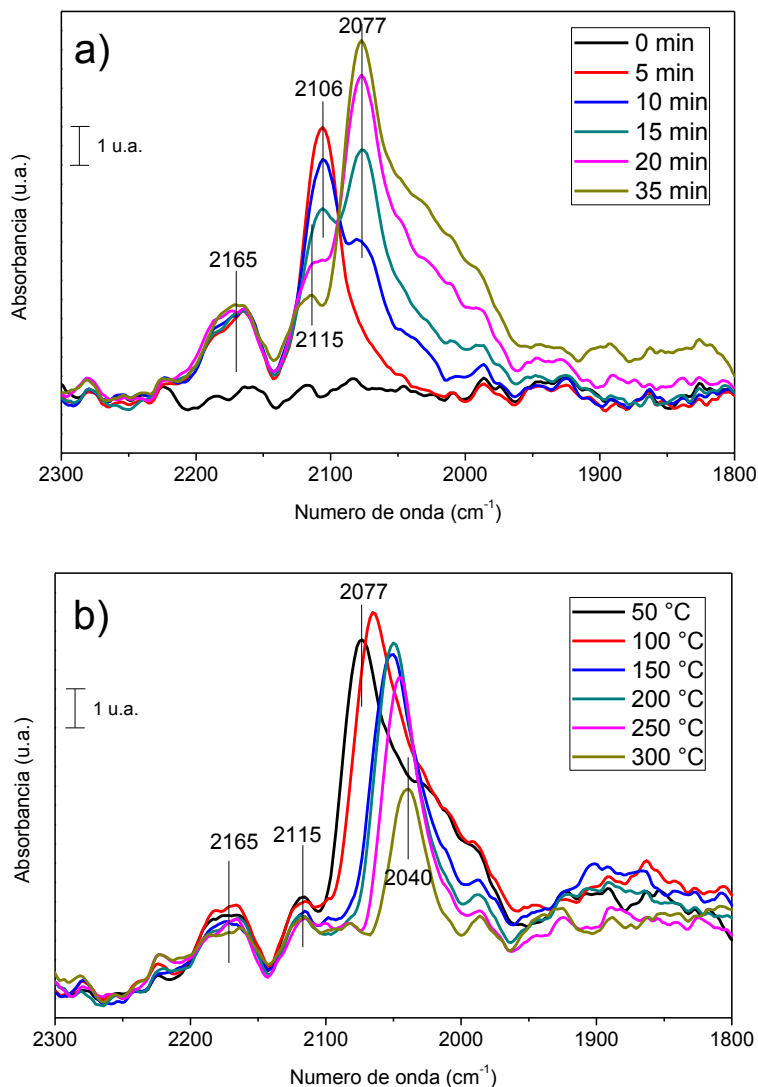 a)
2077
2106
2165
2115
1 u.a.
0 min
5 min
10 min
15 min
20 min
35 min
Absorbancia (u.a.)
2300 2200 2100 2000 1900 1800
Numero de onda (cm⁻¹)
b)
2077
2165
2115
2040
1 u.a.
50 °C
100 °C
150 °C
200 °C
250 °C
300 °C
Absorbancia (u.a.)
2300 2200 2100 2000 1900 1800
Numero de onda (cm⁻¹)